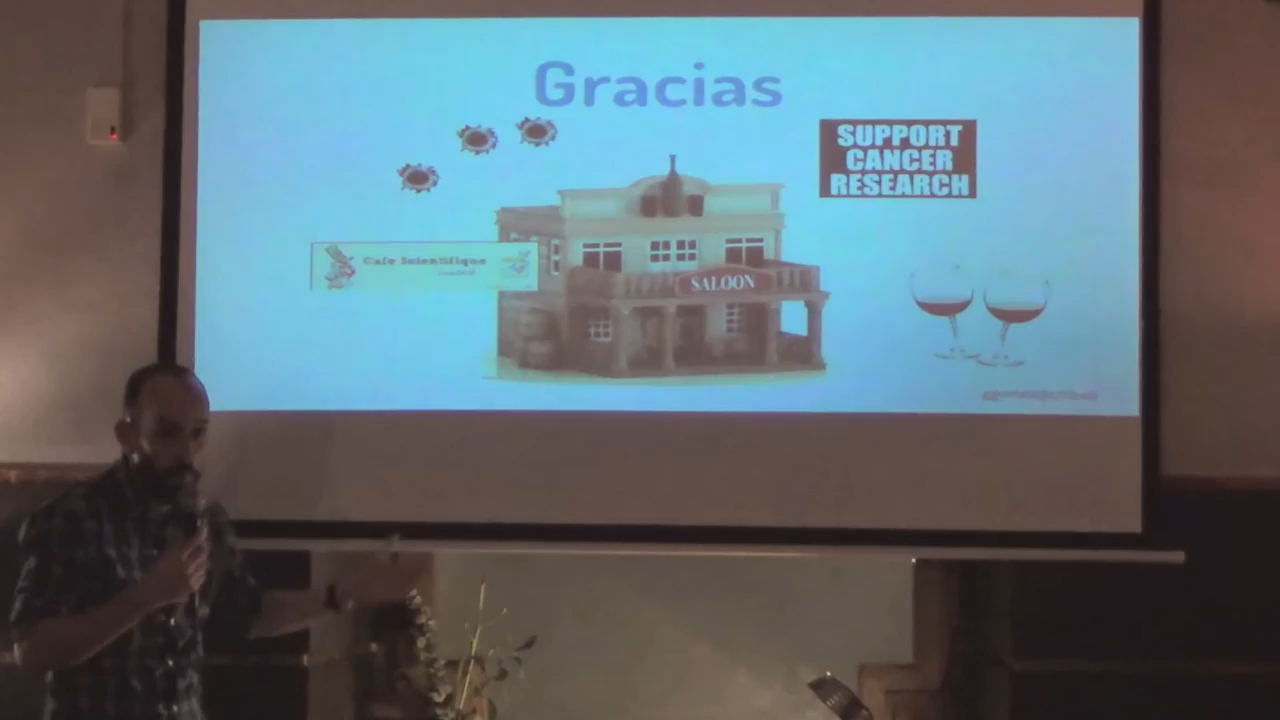 Gracias
SUPPORT
CANCER
RESEARCH
Cafe Scientifique
SALOON